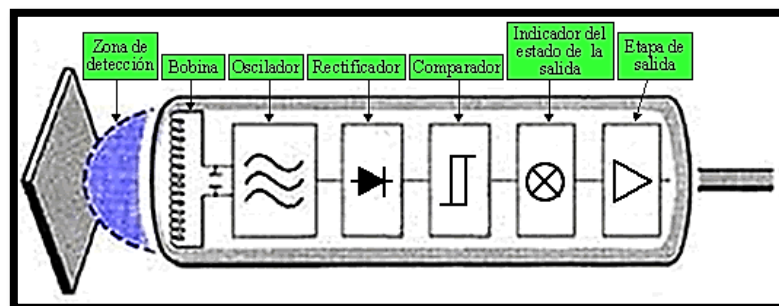 Zona de
detección
Bobina
Oscilador
Rectificador
Comparador
Indicador del
estado de la
salida
Etapa de
salida